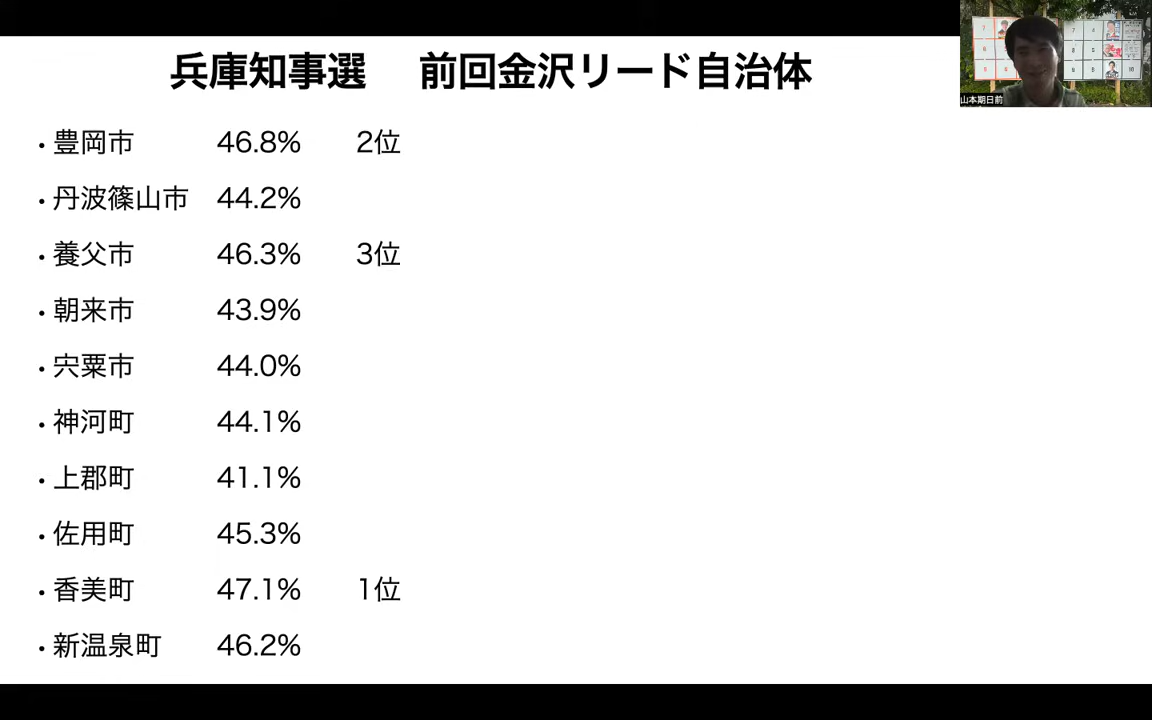 兵庫知事選　前回金沢リード自治体
・豊岡市　46.8%　2位
・丹波篠山市　44.2%
・養父市　46.3%　3位
・朝来市　43.9%
・宍粟市　44.0%
・神河町　44.1%
・上郡町　41.1%
・佐用町　45.3%
・香美町　47.1%　1位
・新温泉町　46.2%
山本期日前